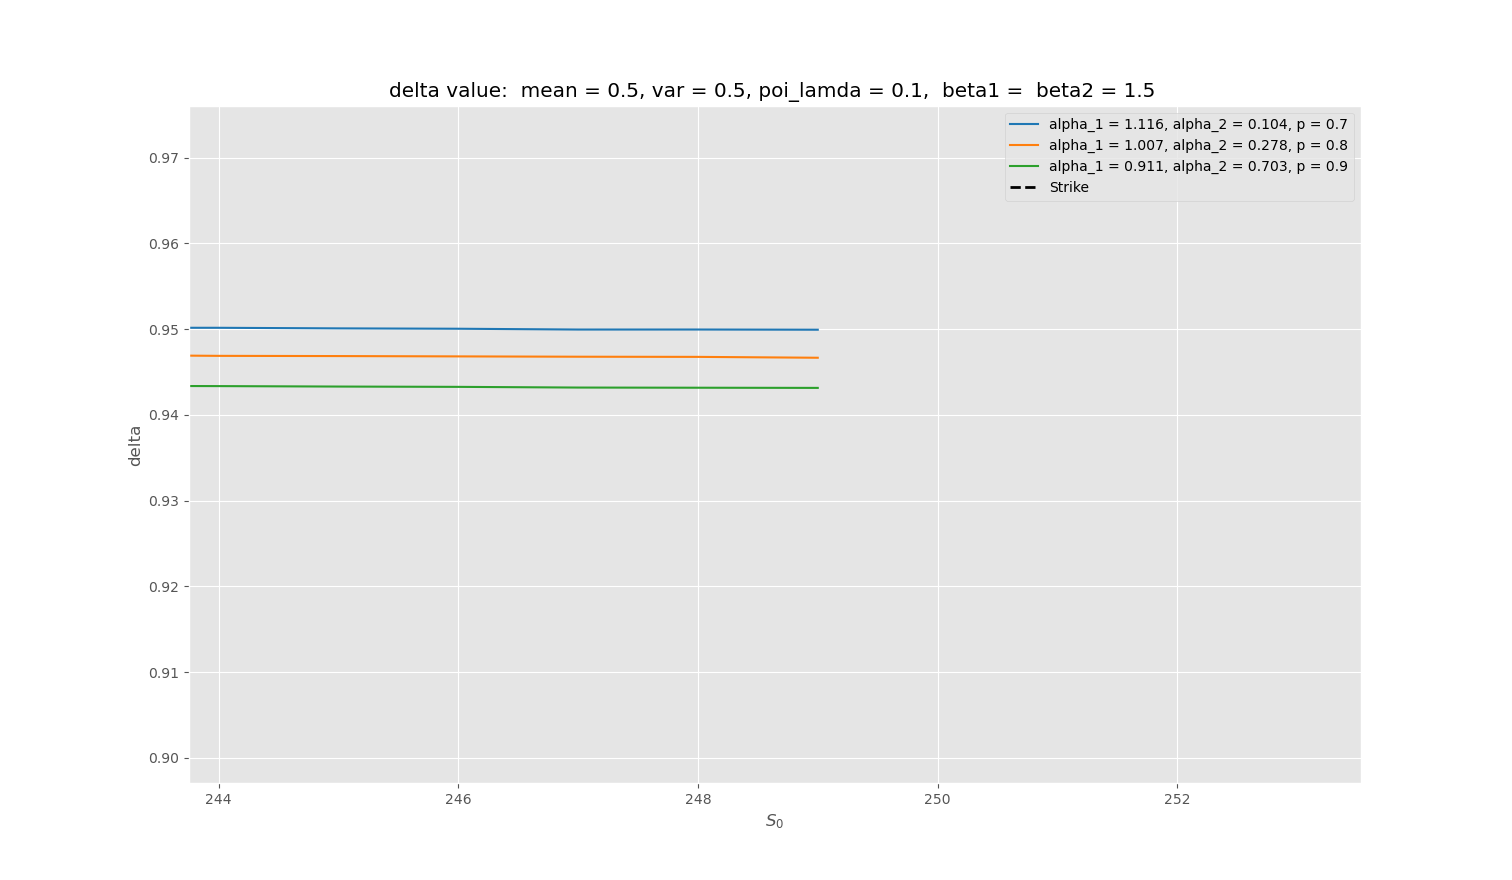 delta value:  mean = 0.5, var = 0.5, poi_lamda = 0.1,  beta1 =  beta2 = 1.5
alpha_1 = 1.116, alpha_2 = 0.104, p = 0.7
alpha_1 = 1.007, alpha_2 = 0.278, p = 0.8
alpha_1 = 0.911, alpha_2 = 0.703, p = 0.9
Strike
0.97
0.96
0.95
0.94
0.93
0.92
0.91
0.90
delta
244 246 248 250 252
S_0